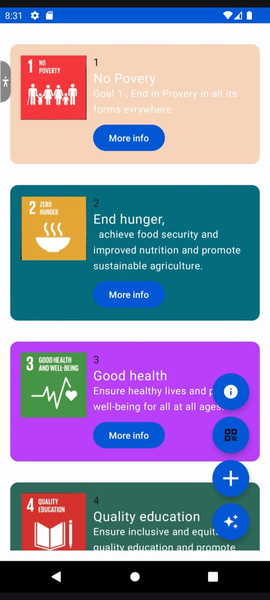 8:31
1
1 NO
POVERTY
No Povery
Goal 1 , End in Provery in all its
forms evrywhere
More info
2
2 ZERO
HUNGER
End hunger,
achieve food security and
improved nutrition and promote
sustainable agriculture.
More info
3
3 GOOD HEALTH
AND WELL-BEING
Good health
Ensure healthy lives and p
well-being for all at all ages.
More info
4
4 QUALITY
EDUCATION
Quality education
Ensure inclusive and equit
quality education and promote